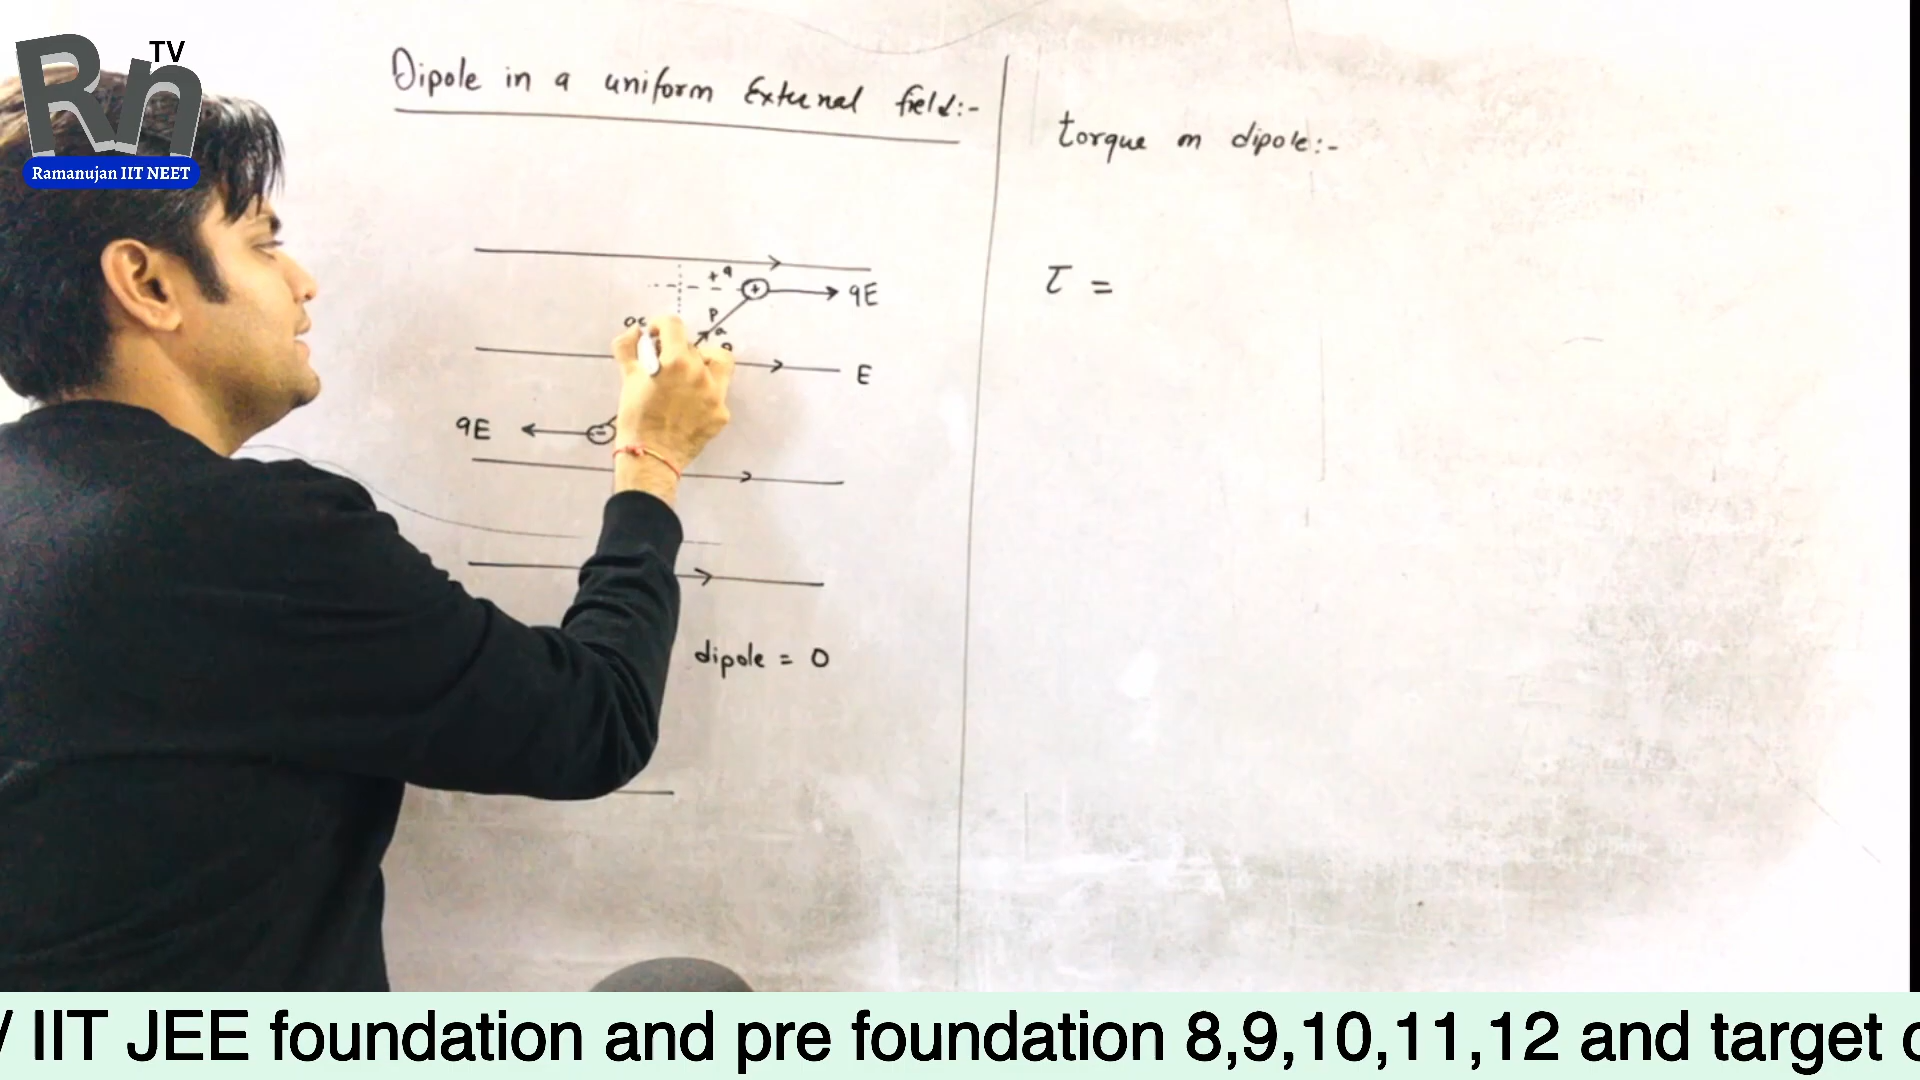 TV
Rn
Ramanujan IIT NEET
Dipole in a uniform External field:-
torque on dipole:-
+q
+
qE
τ =
P
a
E
qE
-
dipole = 0
/ IIT JEE foundation and pre foundation 8,9,10,11,12 and target